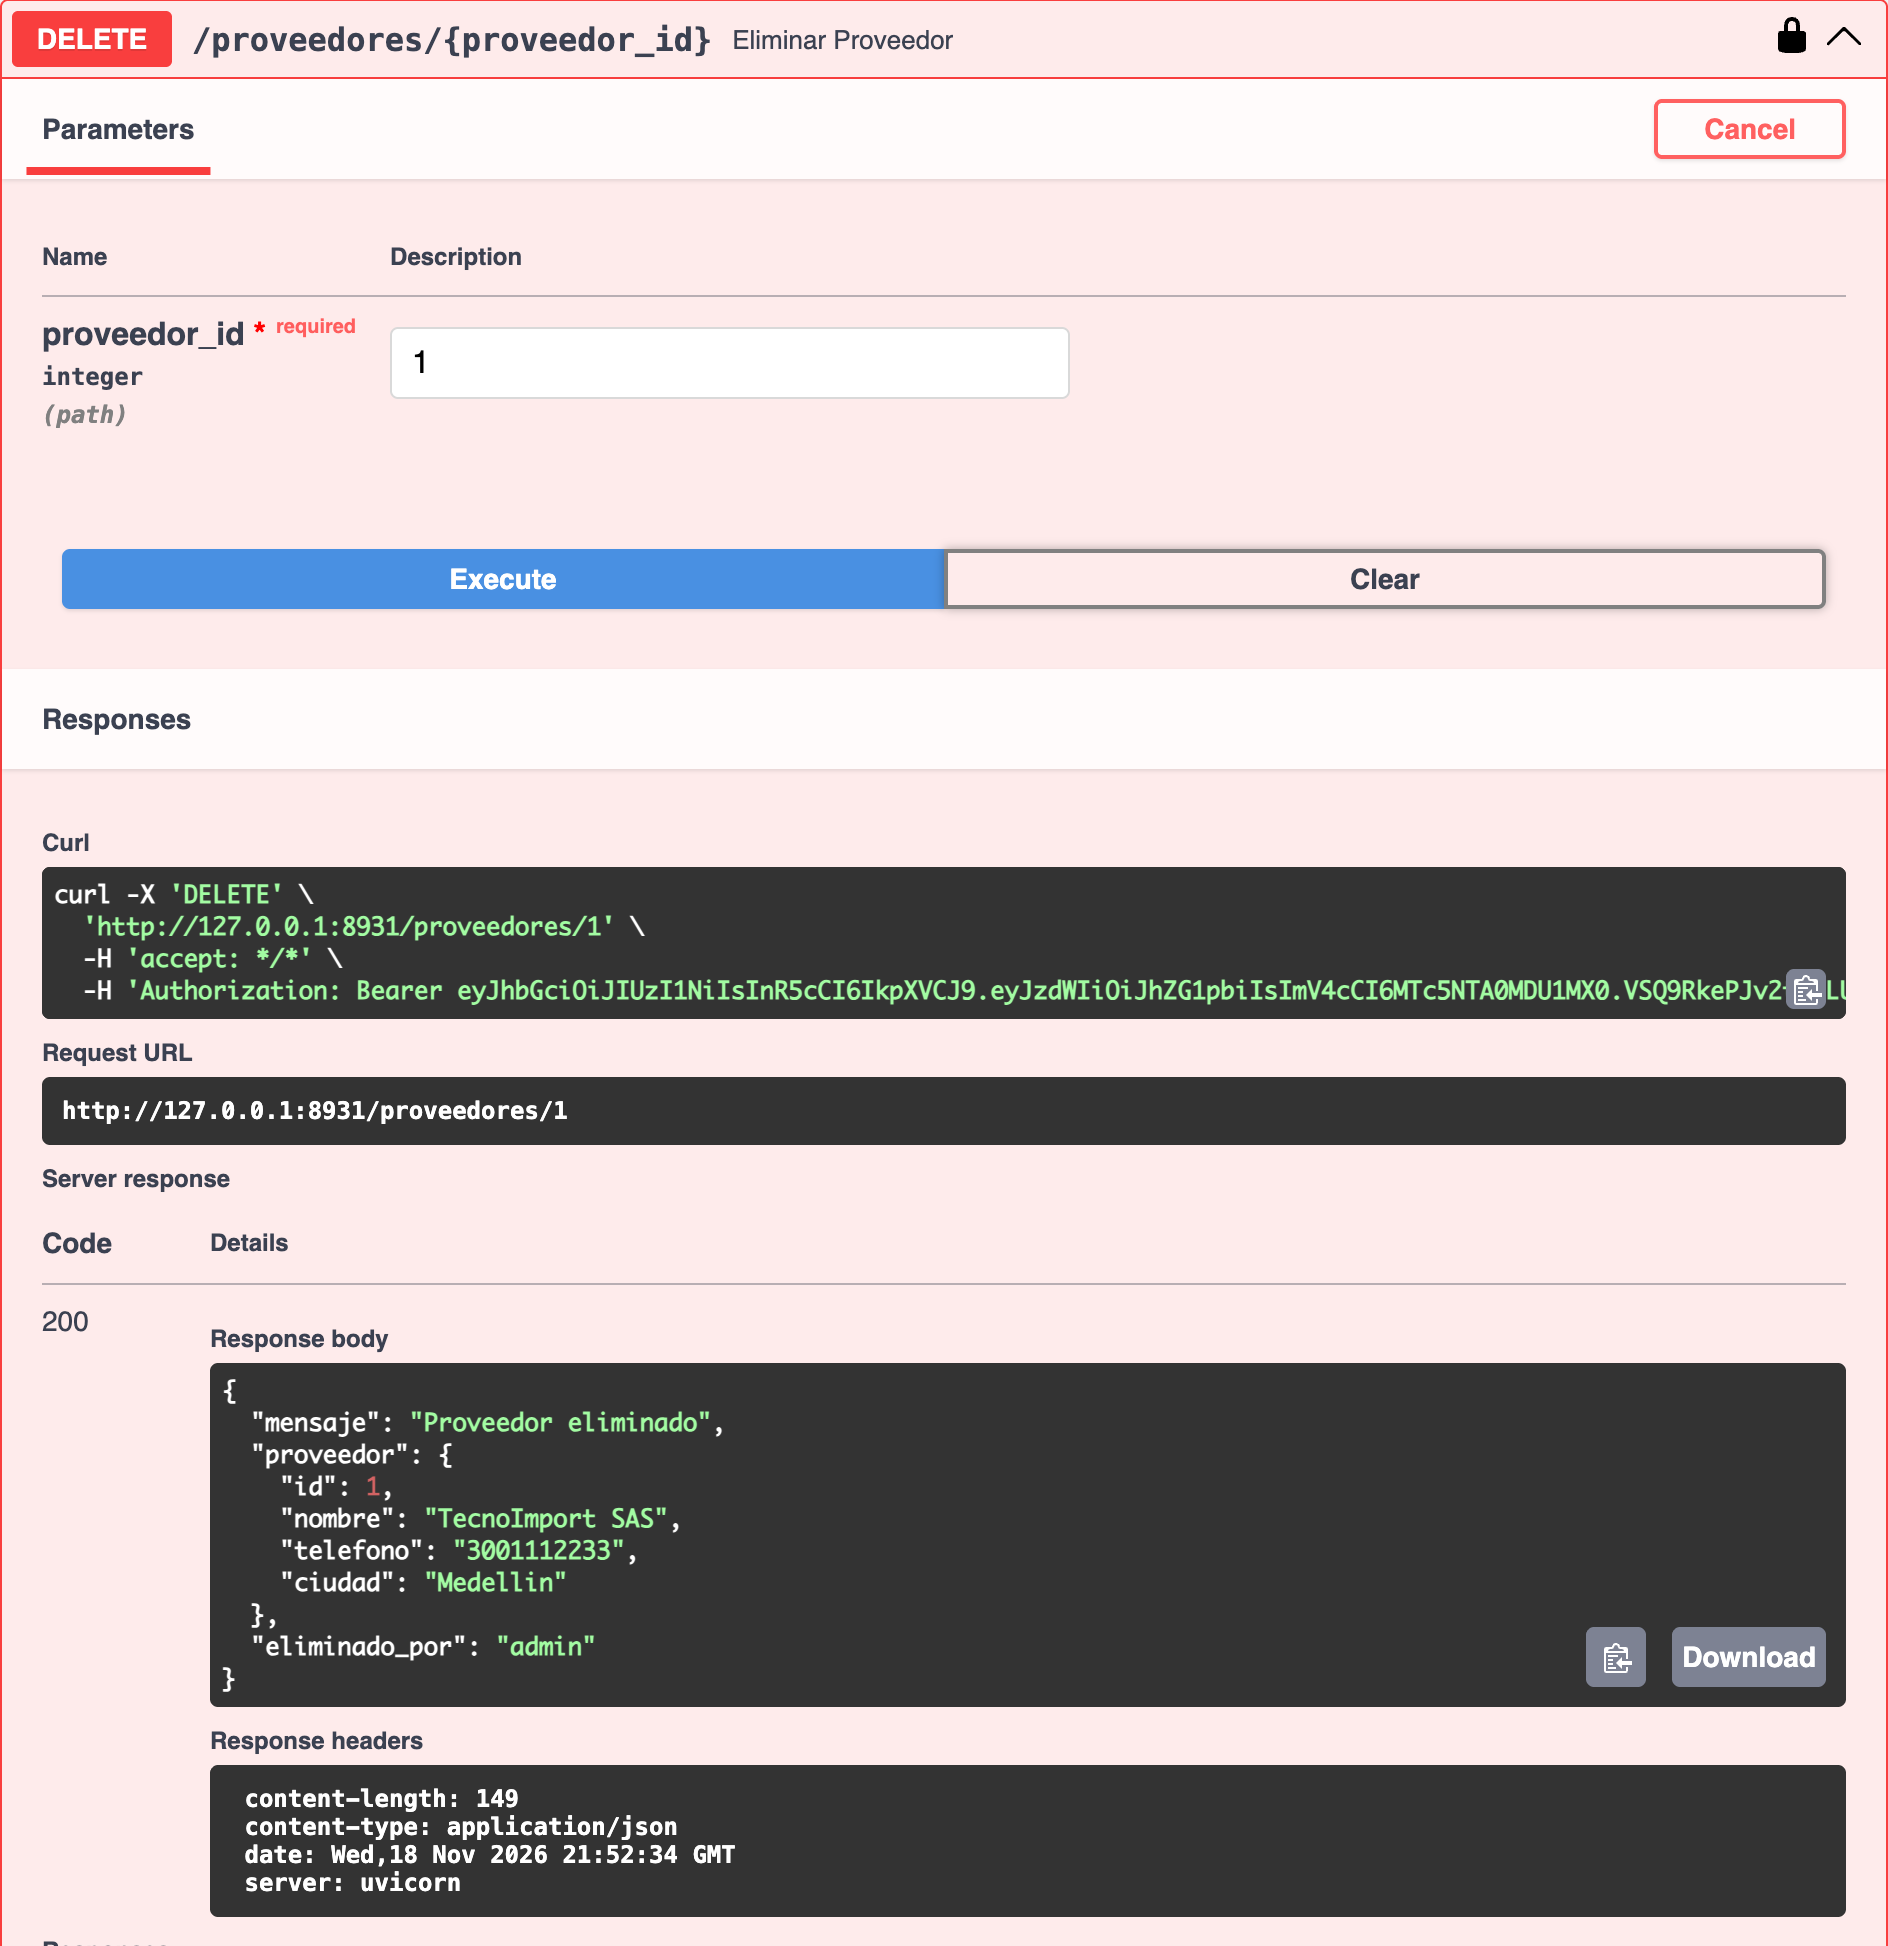 DELETE /proveedores/{proveedor_id} Eliminar Proveedor
Parameters
Cancel
Name Description
proveedor_id * required
integer
(path)
1
Execute Clear
Responses
Curl
curl -X 'DELETE' \
'http://127.0.0.1:8931/proveedores/1' \
-H 'accept: */*' \
-H 'Authorization: Bearer eyJhbGciOiJIUzI1NiIsInR5cCI6IkpXVCJ9.eyJzdWIiOiJhZG1pbiIsImV4cCI6MTc5NTA0MDU1MX0.VSQ9RkePJv2
Request URL
http://127.0.0.1:8931/proveedores/1
Server response
Code Details
200
Response body
{
"mensaje": "Proveedor eliminado",
"proveedor": {
"id": 1,
"nombre": "TecnoImport SAS",
"telefono": "3001112233",
"ciudad": "Medellin"
},
"eliminado_por": "admin"
}
Download
Response headers
content-length: 149
content-type: application/json
date: Wed,18 Nov 2026 21:52:34 GMT
server: uvicorn